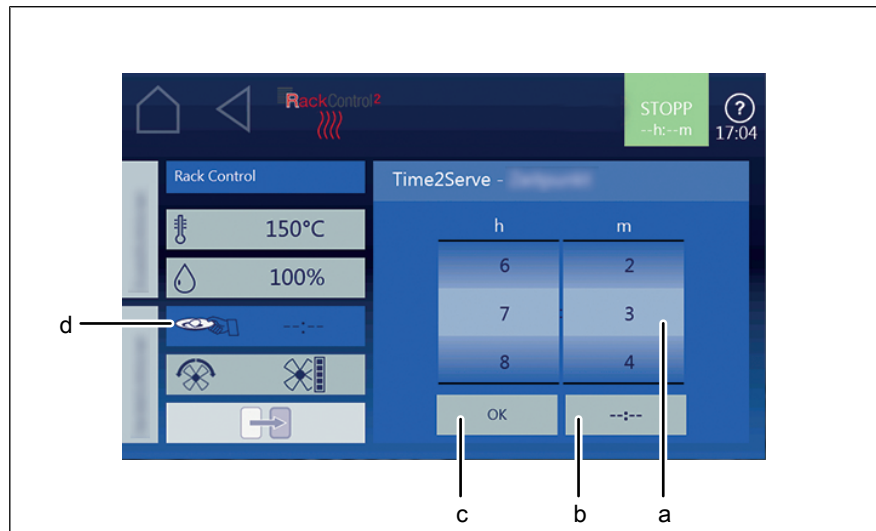 RackControl²
STOPP
--h:--m
?
17:04
Rack Control
150°C
100%
--:--
Time2Serve -
h m
6 2
7 : 3
8 4
OK
--:--
d
c b a